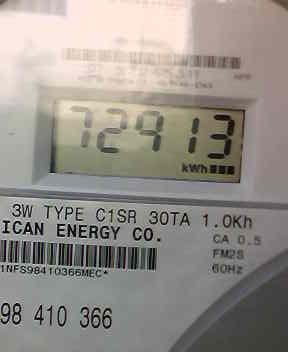 72913
kWh
3W TYPE C1SR 30TA 1.0Kh
ICAN ENERGY CO.
CA 0.5
FM2S
60Hz
1NFS98410366MEC*
98 410 366